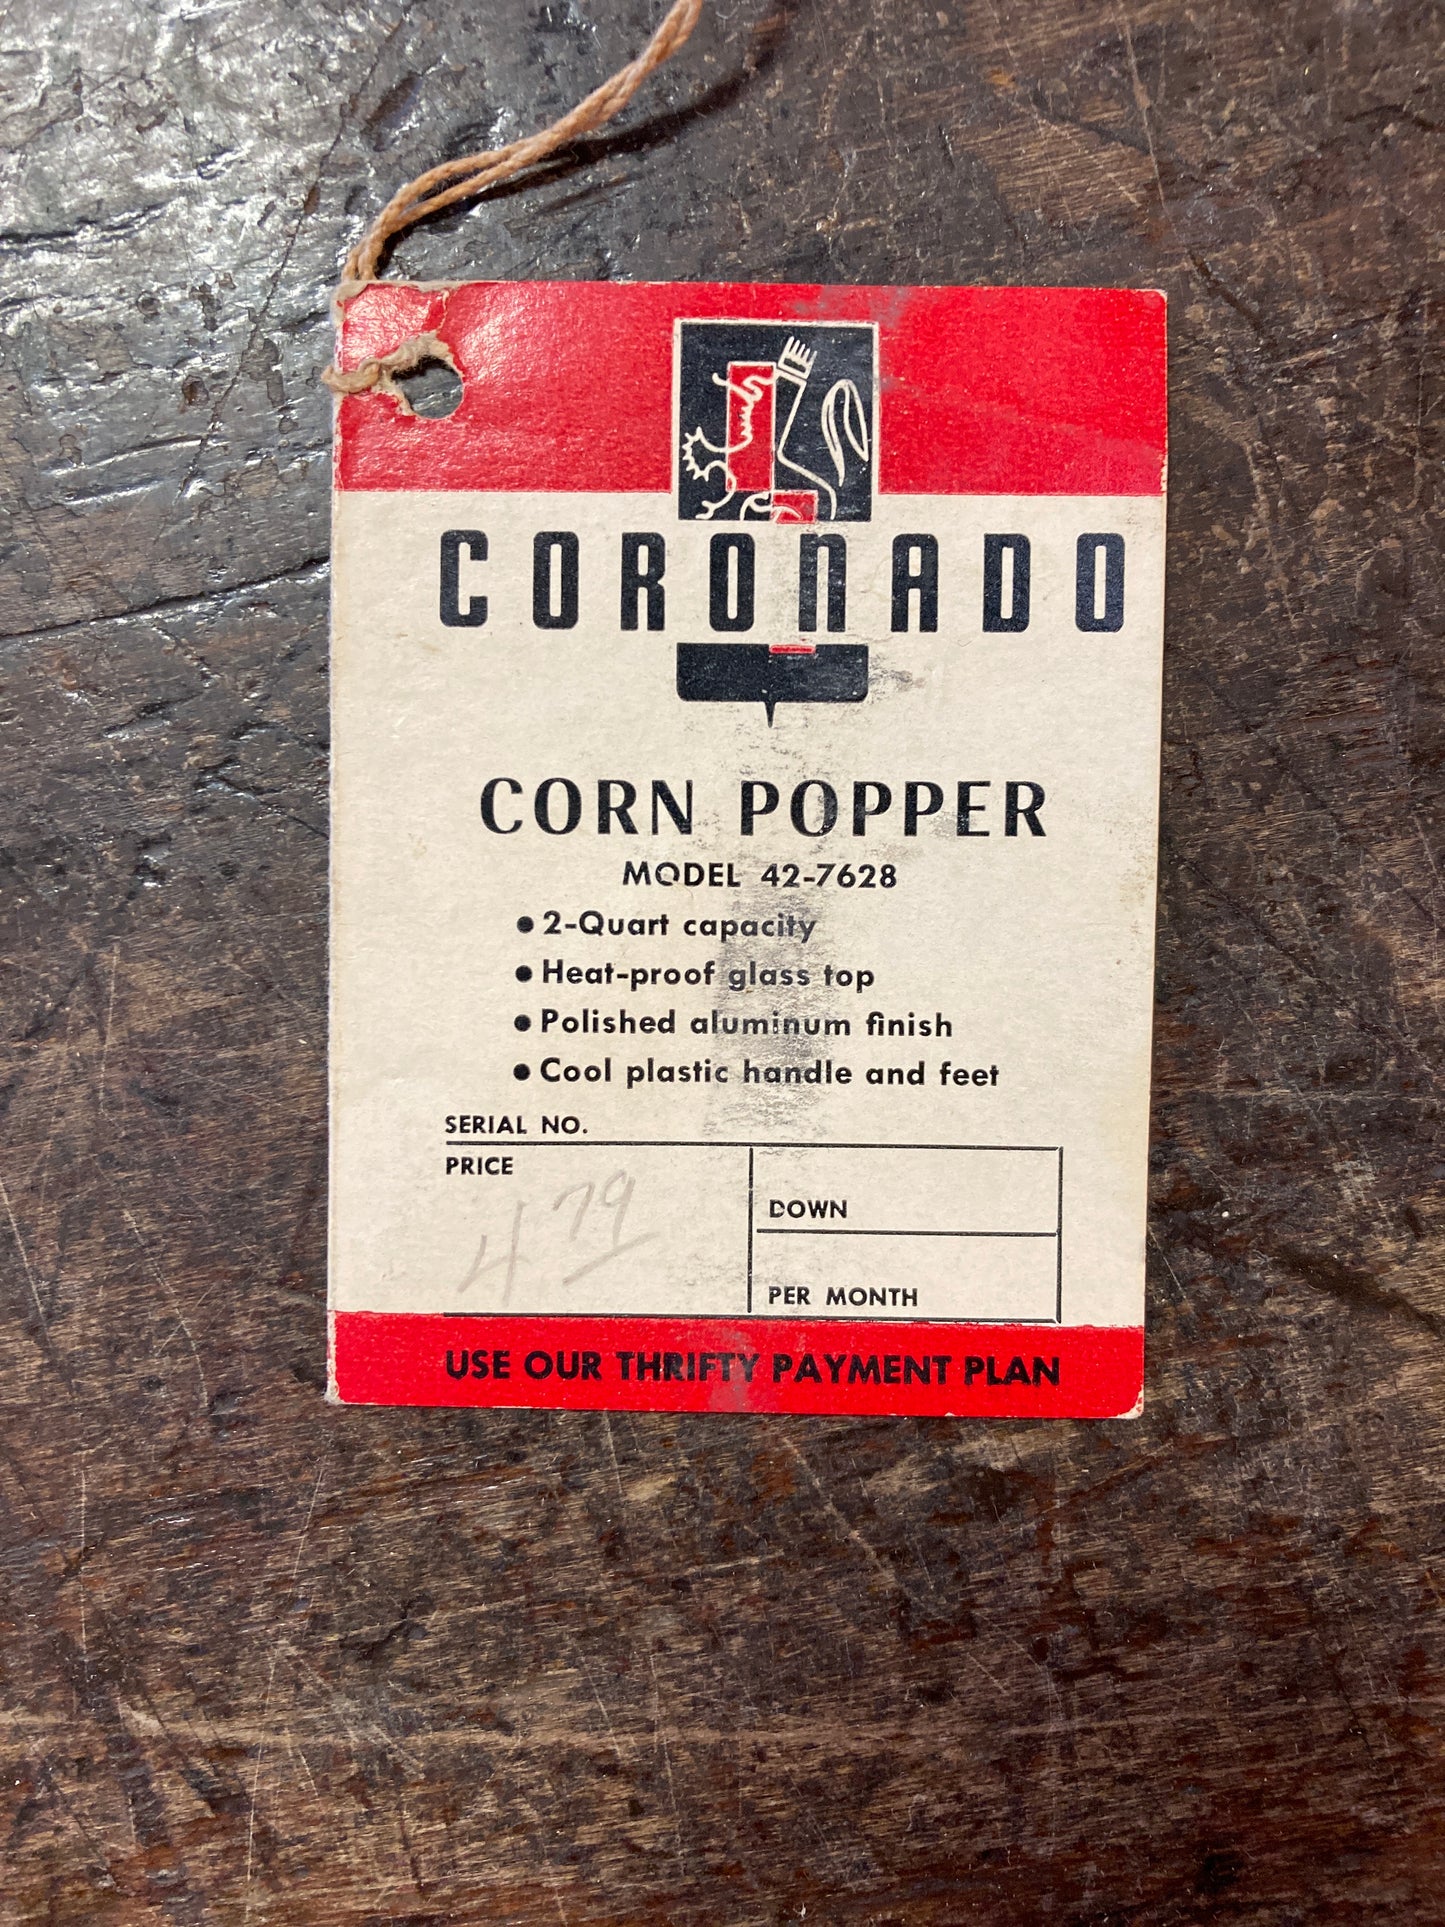 CORONADO
CORN POPPER
MODEL 42-7628
• 2-Quart capacity
• Heat-proof glass top
• Polished aluminum finish
• Cool plastic handle and feet
SERIAL NO.
PRICE
4 79
DOWN
PER MONTH
USE OUR THRIFTY PAYMENT PLAN